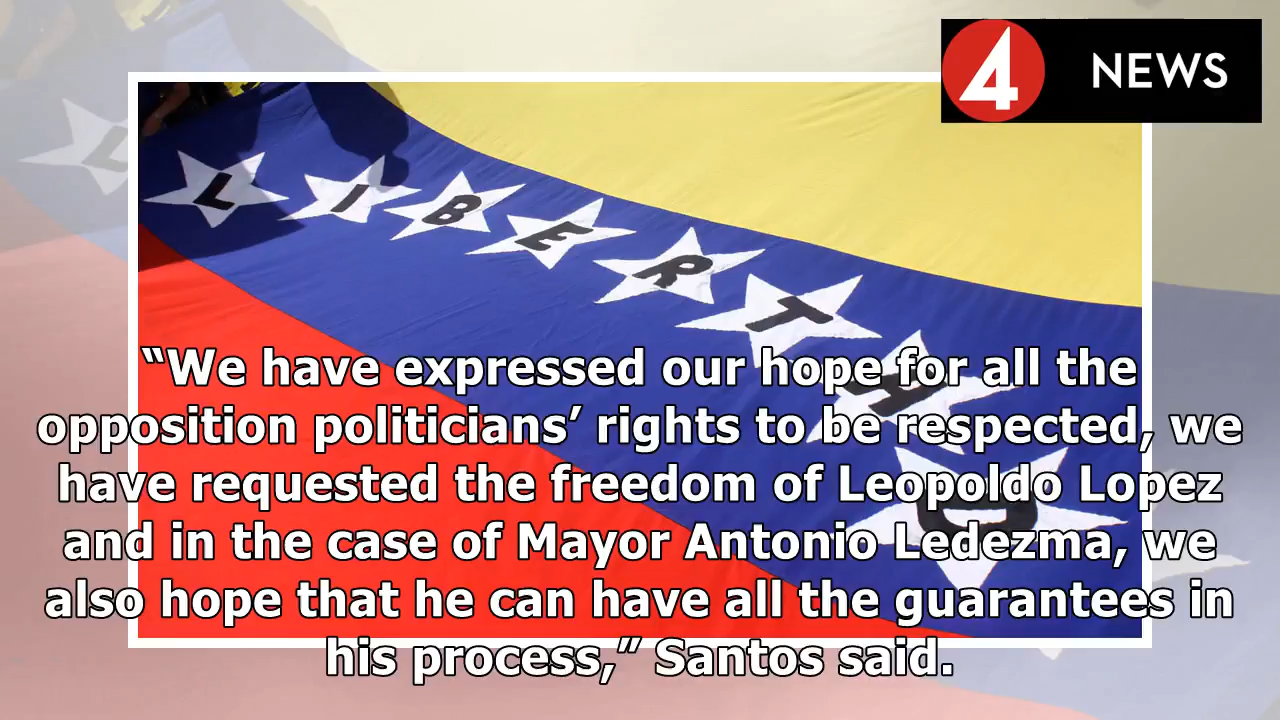 4 NEWS
LIBERTAD
“We have expressed our hope for all the
opposition politicians’ rights to be respected, we
have requested the freedom of Leopoldo Lopez
and in the case of Mayor Antonio Ledezma, we
also hope that he can have all the guarantees in
his process,” Santos said.